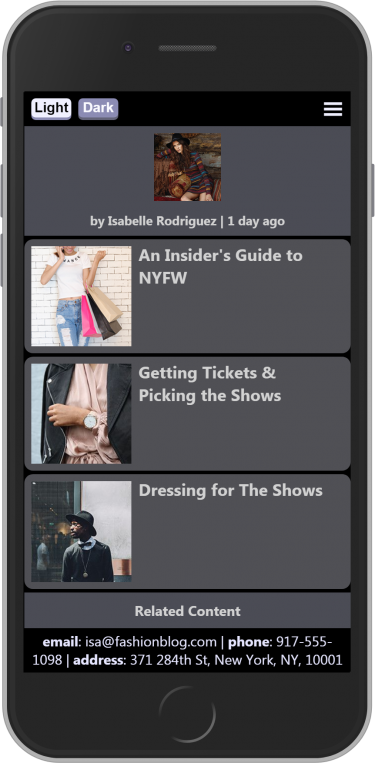 Light Dark
by Isabelle Rodriguez | 1 day ago
An Insider's Guide to
NYFW
Getting Tickets &
Picking the Shows
Dressing for The Shows
Related Content
email: isa@fashionblog.com | phone: 917-555-
1098 | address: 371 284th St, New York, NY, 10001